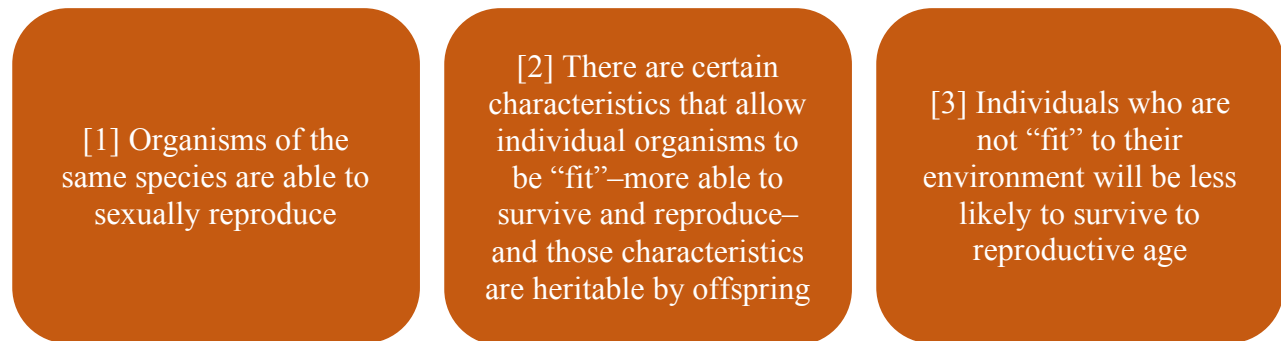 [1] Organisms of the
same species are able to
sexually reproduce
[2] There are certain
characteristics that allow
individual organisms to
be “fit”–more able to
survive and reproduce–
and those characteristics
are heritable by offspring
[3] Individuals who are
not “fit” to their
environment will be less
likely to survive to
reproductive age